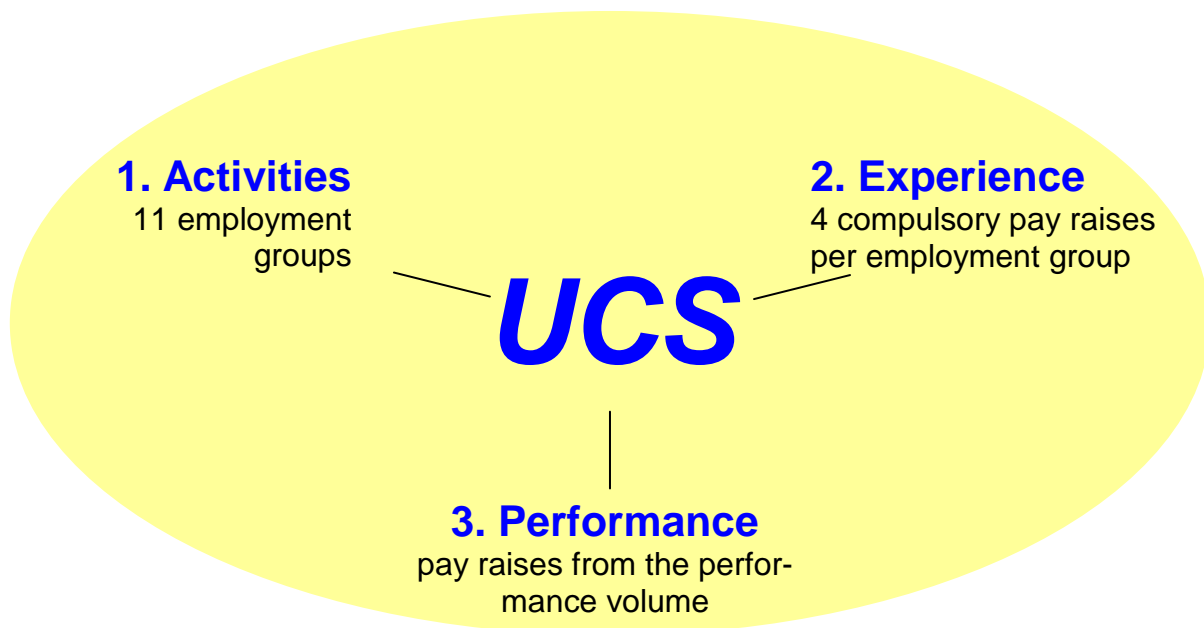 1. Activities
11 employment
groups
2. Experience
4 compulsory pay raises
per employment group
UCS
3. Performance
pay raises from the perfor-
mance volume